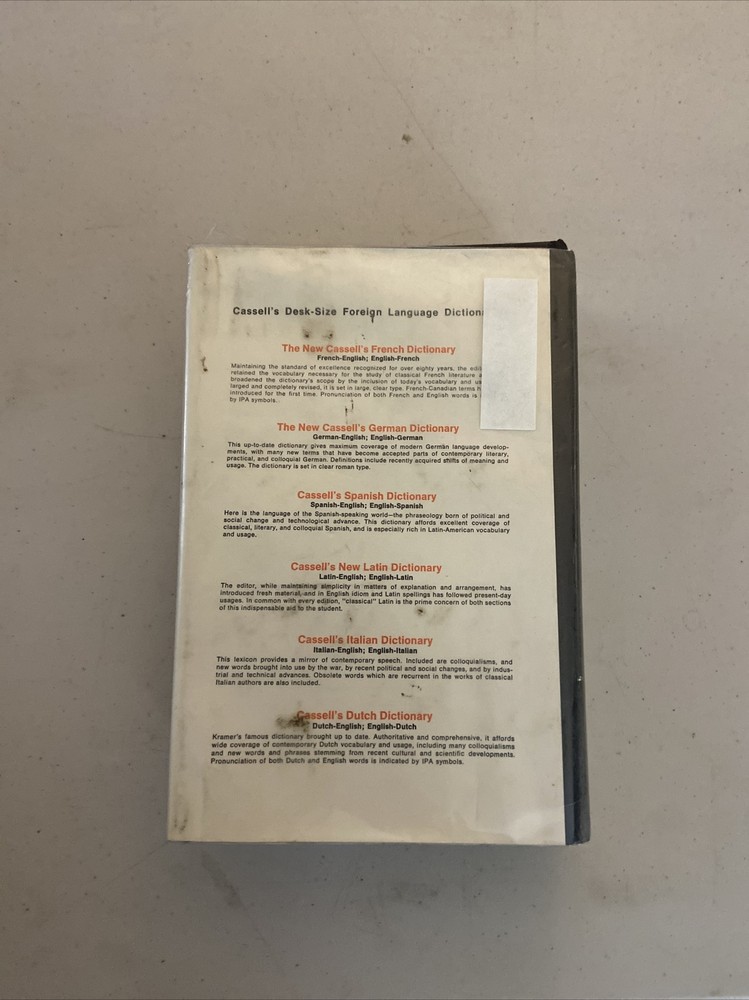 Cassell's Desk-Size Foreign Language
The New Cassell's French Dictionary
French-English; English-French
Maintaining the standard of excellence recognized for over eighty years, the
retained the vocabulary necessary for the study of classical French literature
broadened the dictionary's scope by the inclusion of today's vocabulary and
larged and completely revised, it is set in large, clear type. French-Canadian terms
introduced for the first time. Pronunciation of both French and English words is
by IPA symbols.
The New Cassell's German Dictionary
German-English; English-German
This up-to-date dictionary gives maximum coverage of modern German language develop-
ments, with many new terms that have become accepted parts of contemporary literary,
practical, and colloquial German. Definitions include recently acquired shifts of meaning and
usage. The dictionary is set in clear roman type.
Cassell's Spanish Dictionary
Spanish-English; English-Spanish
Here is the language of the Spanish-speaking world—the phraseology born of political and
social change and technological advance. This dictionary affords excellent coverage of
classical, literary, and colloquial Spanish, and is especially rich in Latin-American vocabulary
and usage.
Cassell's New Latin Dictionary
Latin-English; English-Latin
The editor, while maintaining simplicity in matters of explanation and arrangement, has
introduced fresh material, and in English idiom and Latin spellings has followed present-day
usages. In common with every edition, "classical" Latin is the prime concern of both sections
of this indispensable aid to the student.
Cassell's Italian Dictionary
Italian-English; English-Italian
This lexicon provides a mirror of contemporary speech. Included are colloquialisms, and
new words brought into use by the war, by recent political and social changes, and by indus-
trial and technical advances. Obsolete words which are recurrent in the works of classical
Italian authors are also included.
Cassell's Dutch Dictionary
Dutch-English; English-Dutch
Kramer's famous dictionary brought up to date. Authoritative and comprehensive, it affords
wide coverage of contemporary Dutch vocabulary and usage, including many colloquialisms
and new words and phrases stemming from recent cultural and scientific developments.
Pronunciation of both Dutch and English words is indicated by IPA symbols.